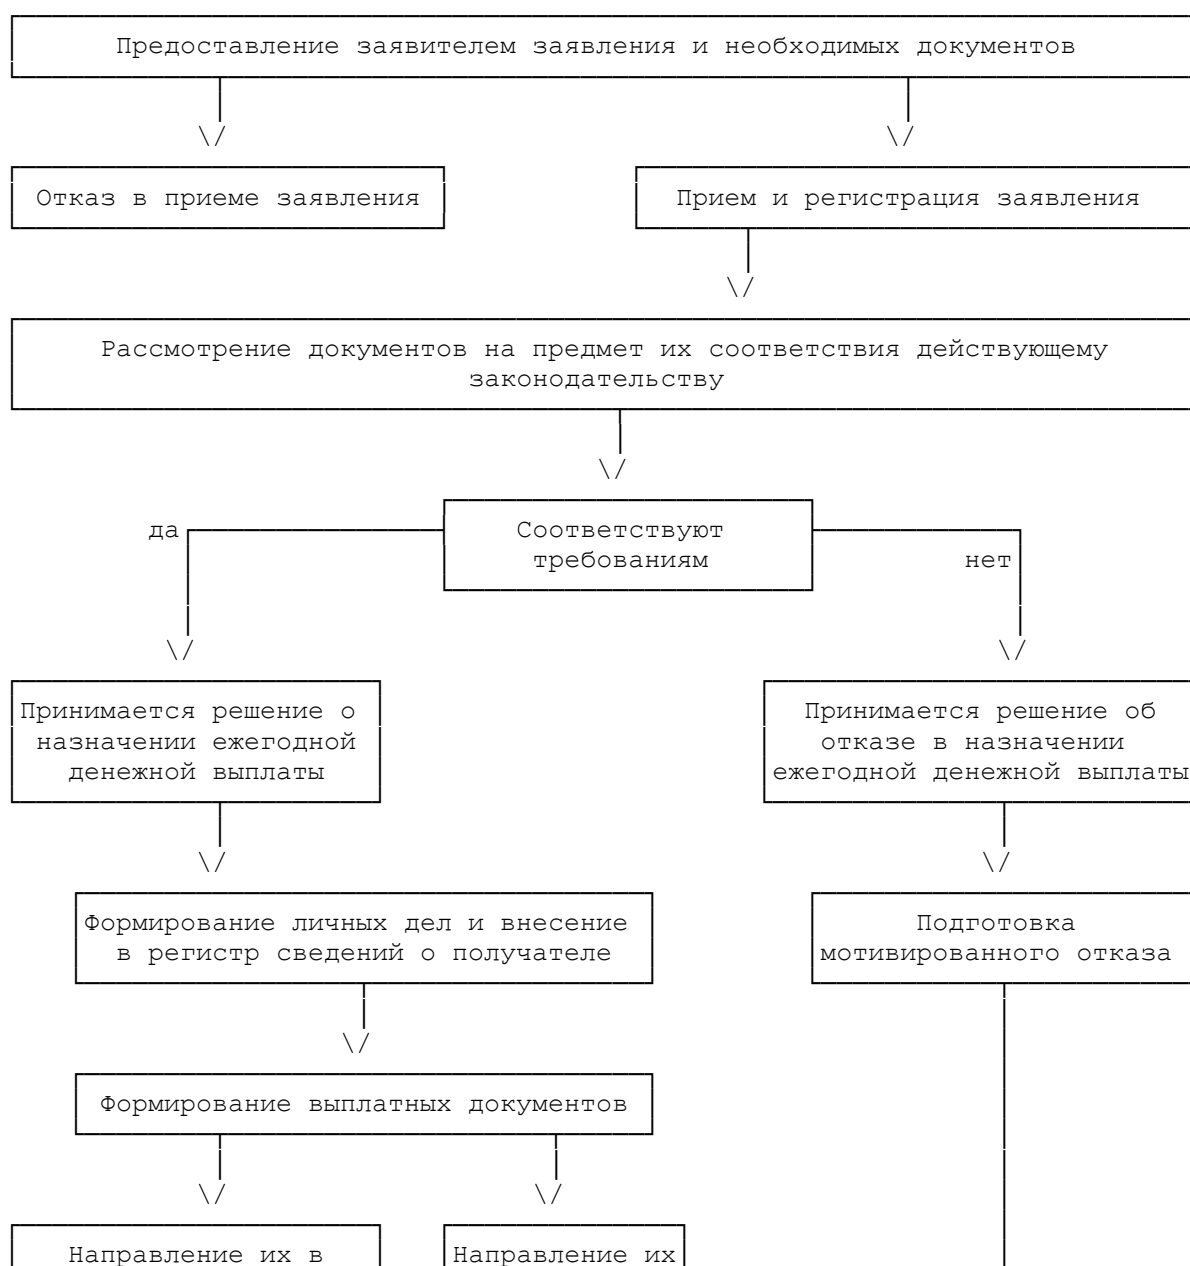 Предоставление заявителем заявления и необходимых документов
Отказ в приеме заявления
Прием и регистрация заявления
Рассмотрение документов на предмет их соответствия действующему
законодательству
да
Соответствуют
требованиям
нет
Принимается решение о
назначении ежегодной
денежной выплаты
Принимается решение об
отказе в назначении
ежегодной денежной выплаты
Формирование личных дел и внесение
в регистр сведений о получателе
Подготовка
мотивированного отказа
Формирование выплатных документов
Направление их в
Направление их